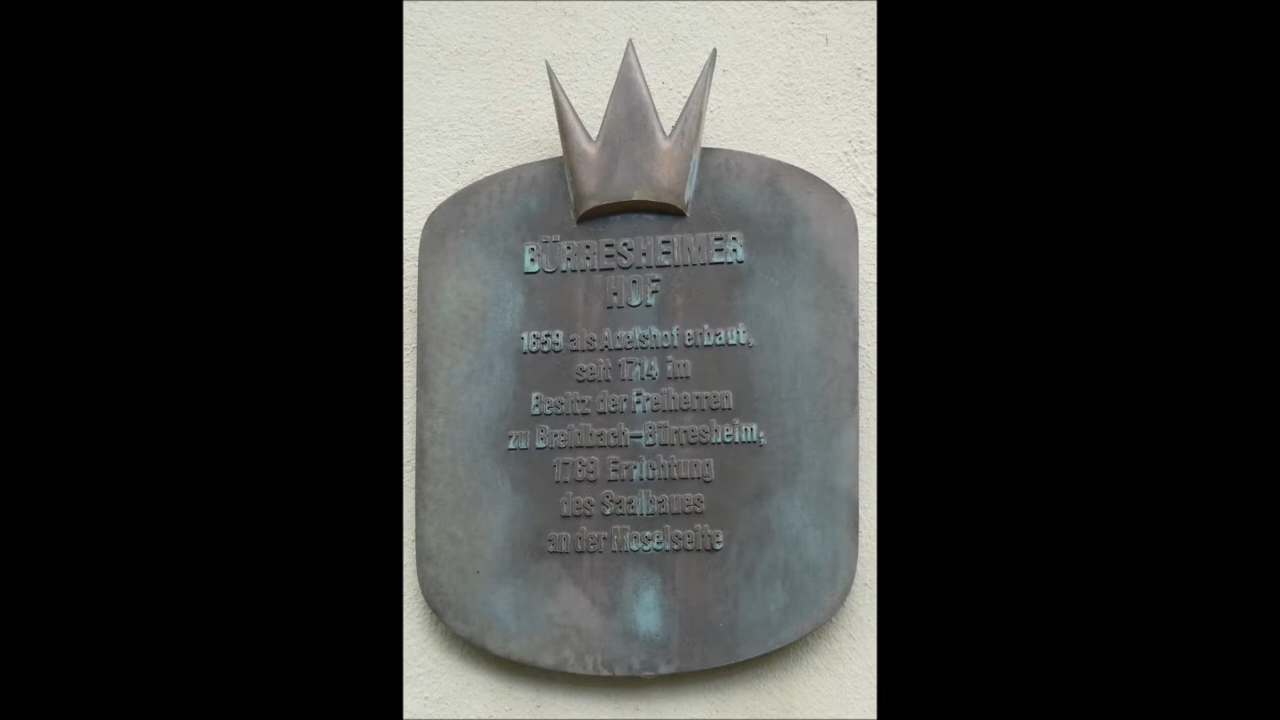 BÜRRESHEIMER
HOF
1659 als Adelshof erbaut,
seit 1714 im
Besitz der Freiherren
zu Breidbach-Bürresheim;
1769 Errichtung
des Saalbaues
an der Moselseite